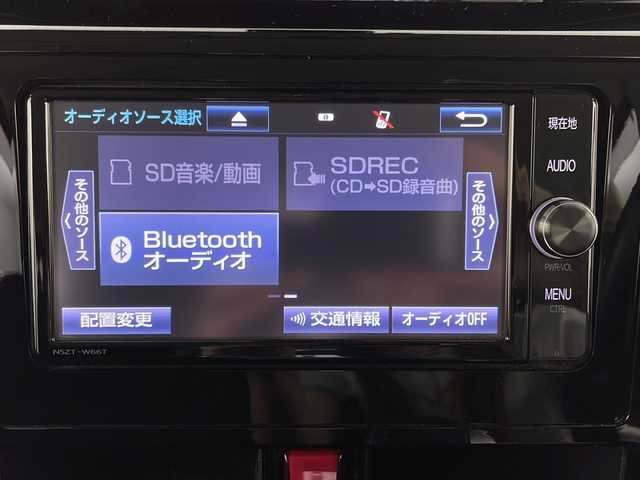 オーディオソース選択
現在地
SD音楽/動画
SDREC
(CD➡SD録音曲)
AUDIO
その他のソース
その他のソース
Bluetooth
オーディオ
PWR-VOL
MENU
CTRL
配置変更
交通情報
オーディオOFF
NSZT-W66T